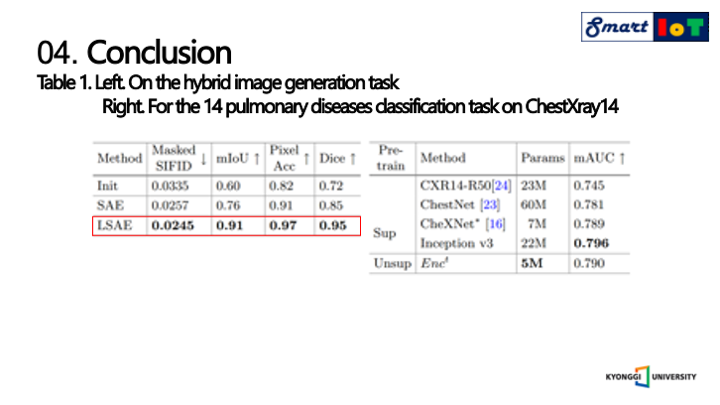 Smart IoT
04. Conclusion
Table 1. Left. On the hybrid image generation task
Right. For the 14 pulmonary diseases classification task on ChestXray14
Method Masked SIFID ↓ mIoU ↑ Pixel Acc ↑ Dice ↑
Init 0.0335 0.60 0.82 0.72
SAE 0.0257 0.76 0.91 0.85
LSAE 0.0245 0.91 0.97 0.95
Pre-train Method Params mAUC ↑
Sup CXR14-R50[24] 23M 0.745
ChestNet [23] 60M 0.781
CheXNet* [16] 7M 0.789
Inception v3 22M 0.796
Unsup Encᵗ 5M 0.790
KYONGGI UNIVERSITY